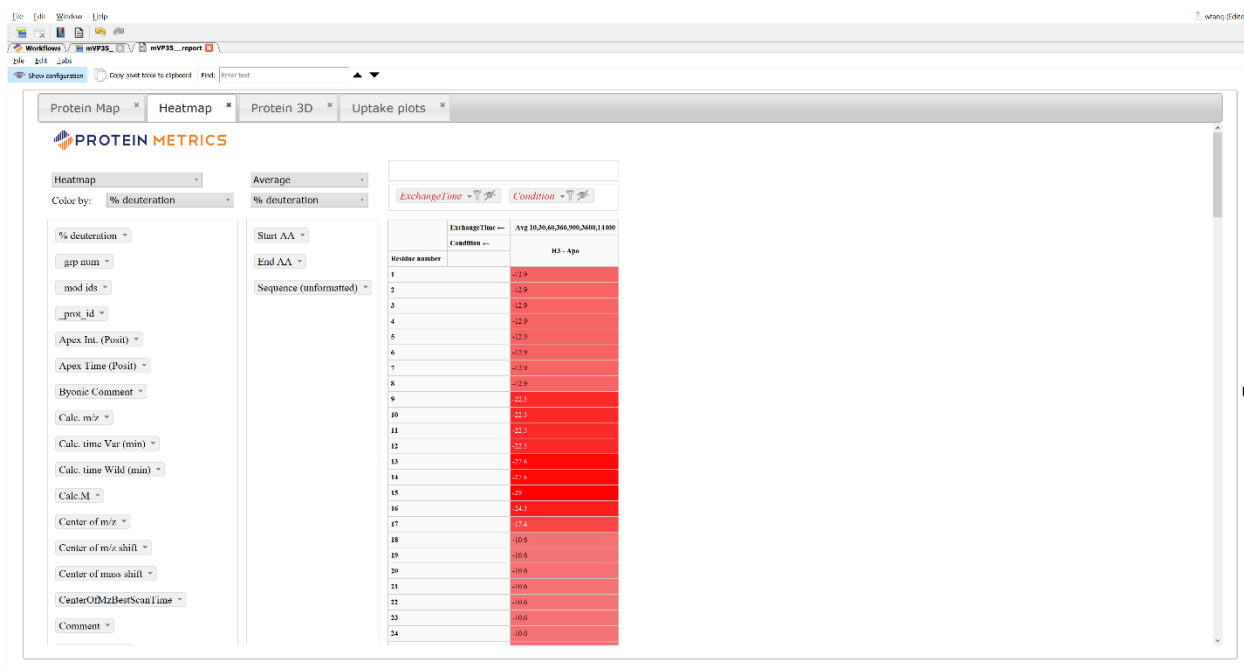 File Edit Window Help
wtang (Edito
Workflows mVP35_ mVP35__report
File Edit Tabs
Show configuration Copy pivot table to clipboard Find: Enter text
Protein Map Heatmap Protein 3D Uptake plots
PROTEIN METRICS
Heatmap Average
Color by: % deuteration % deuteration
ExchangeTime Condition
% deuteration
_grp num
_mod ids
_prot_id
Apex Int. (Posit)
Apex Time (Posit)
Byonic Comment
Calc. m/z
Calc. time Var (min)
Calc. time Wild (min)
Calc.M
Center of m/z
Center of m/z shift
Center of mass shift
CenterOfMzBestScanTime
Comment
Start AA
End AA
Sequence (unformatted)
ExchangeTime ← Avg 10,30,60,360,900,3600,14400
Condition ← H3 - Apo
Residue number
1 -12.9
2 -12.9
3 -12.9
4 -12.9
5 -12.9
6 -12.9
7 -12.9
8 -12.9
9 -22.3
10 -22.3
11 -22.3
12 -22.3
13 -27.6
14 -27.6
15 -29
16 -24.3
17 -17.4
18 -10.6
19 -10.6
20 -10.6
21 -10.6
22 -10.6
23 -10.6
24 -10.6